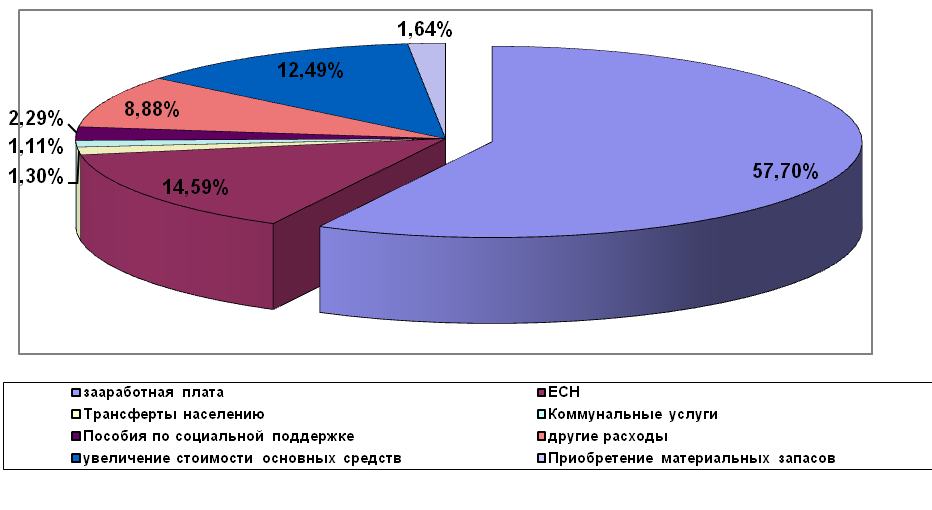 1,64%
12,49%
8,88%
2,29%
1,11%
1,30%
14,59%
57,70%
зааработная плата
ЕСН
Трансферты населению
Коммунальные услуги
Пособия по социальной поддержке
другие расходы
увеличение стоимости основных средств
Приобретение материальных запасов